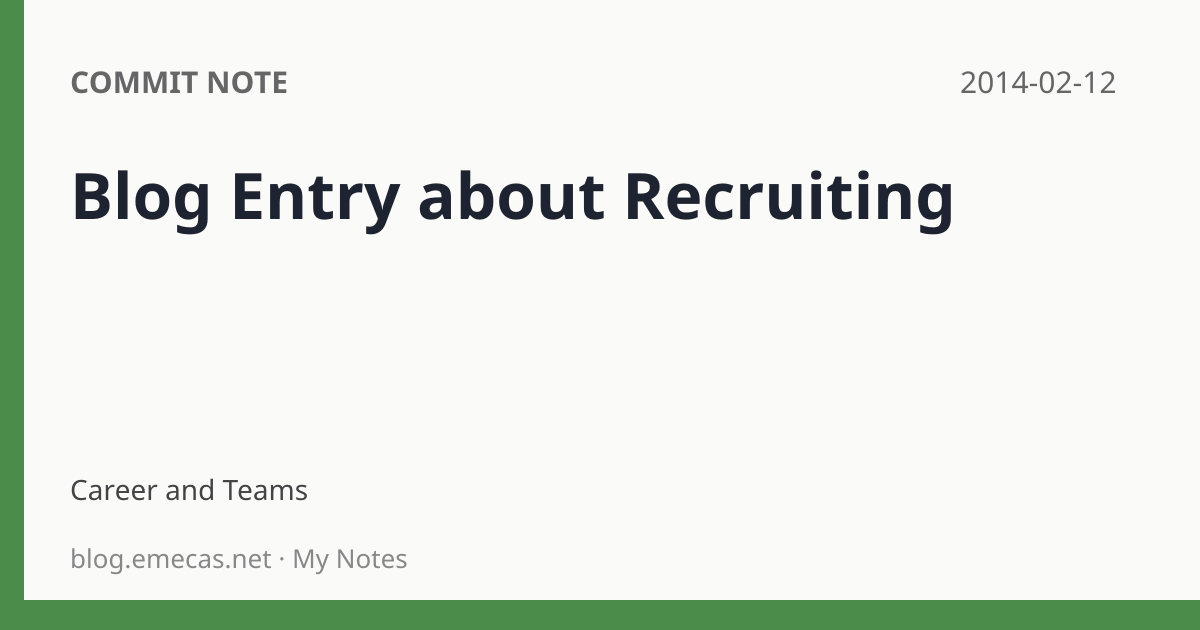 COMMIT NOTE
2014-02-12
Blog Entry about Recruiting
Career and Teams
blog.emecas.net · My Notes